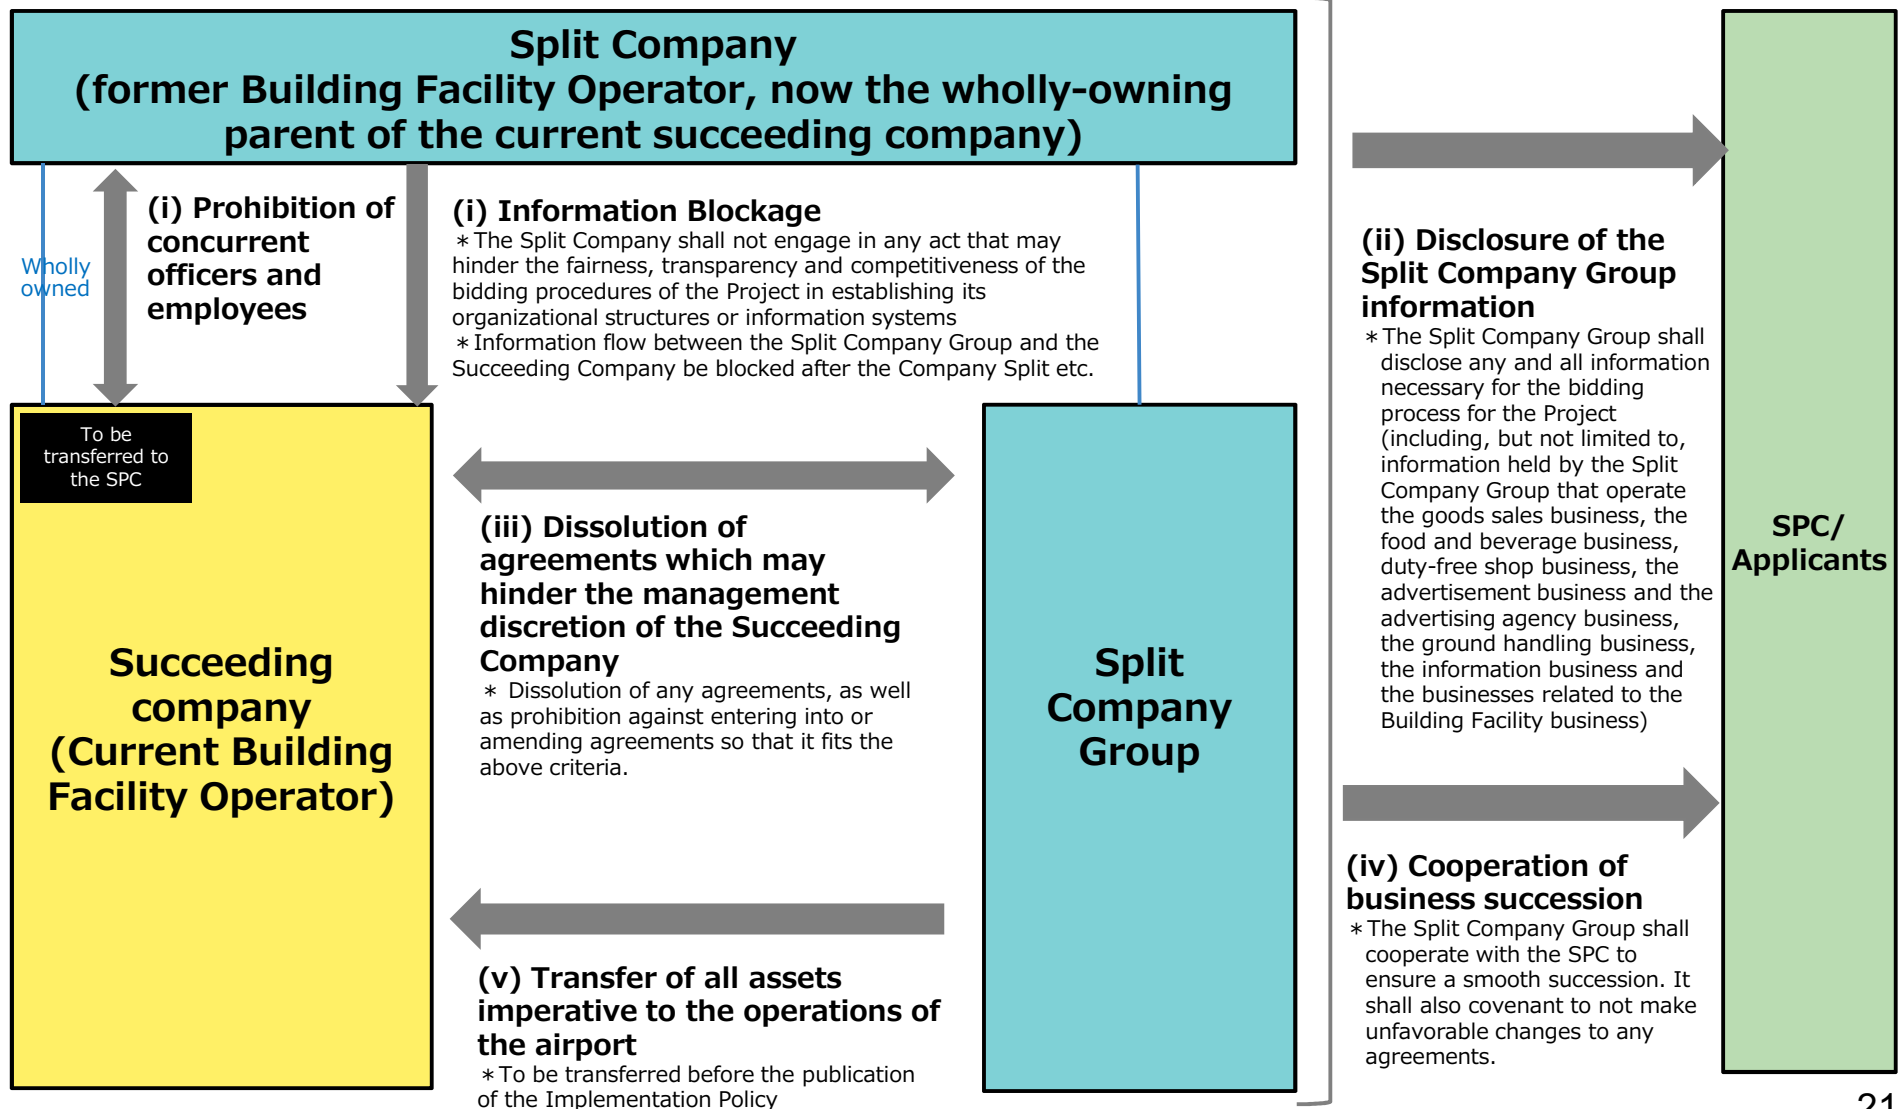 Split Company
(former Building Facility Operator, now the wholly-owning
parent of the current succeeding company)
Wholly
owned
(i) Prohibition of
concurrent
officers and
employees
(i) Information Blockage
＊The Split Company shall not engage in any act that may
hinder the fairness, transparency and competitiveness of the
bidding procedures of the Project in establishing its
organizational structures or information systems
＊Information flow between the Split Company Group and the
Succeeding Company be blocked after the Company Split etc.
To be
transferred to
the SPC
Succeeding
company
(Current Building
Facility Operator)
(iii) Dissolution of
agreements which may
hinder the management
discretion of the Succeeding
Company
＊ Dissolution of any agreements, as well
as prohibition against entering into or
amending agreements so that it fits the
above criteria.
(v) Transfer of all assets
imperative to the operations of
the airport
＊To be transferred before the publication
of the Implementation Policy
Split
Company
Group
(ii) Disclosure of the
Split Company Group
information
＊The Split Company Group shall
disclose any and all information
necessary for the bidding
process for the Project
(including, but not limited to,
information held by the Split
Company Group that operate
the goods sales business, the
food and beverage business,
duty-free shop business, the
advertisement business and the
advertising agency business,
the ground handling business,
the information business and
the businesses related to the
Building Facility business)
(iv) Cooperation of
business succession
＊The Split Company Group shall
cooperate with the SPC to
ensure a smooth succession. It
shall also covenant to not make
unfavorable changes to any
agreements.
SPC/
Applicants
21